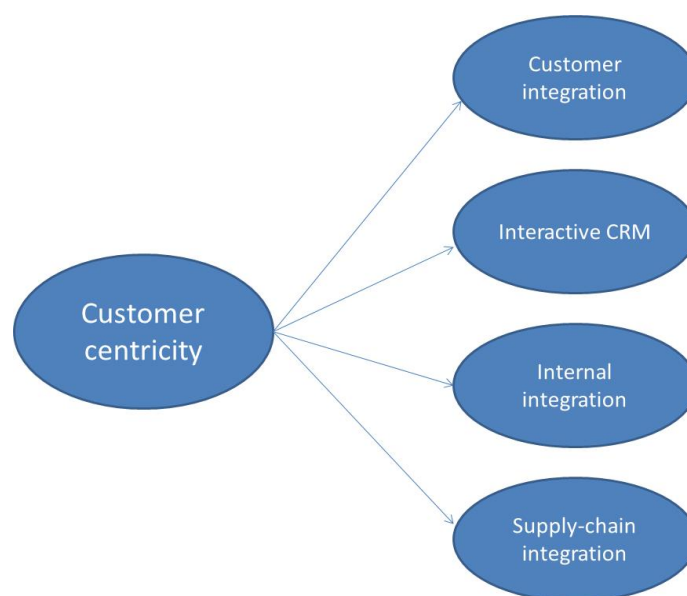 Customer
integration
Interactive CRM
Customer
centricity
Internal
integration
Supply-chain
integration